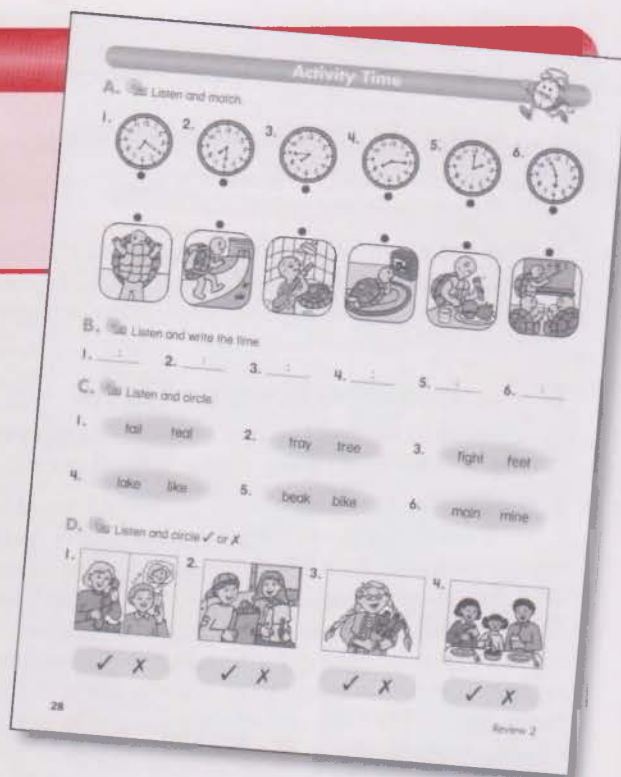 Activity Time
A. Listen and match.
1. 2. 3. 4. 5. 6.
B. Listen and write the time.
1. : 2. : 3. : 4. : 5. : 6. :
C. Listen and circle.
1. tail teal 2. tray tree 3. fight feet
4. lake like 5. beak bike 6. main mine
D. Listen and circle ✓ or ✗.
1. 2. 3. 4.
✓ ✗ ✓ ✗ ✓ ✗ ✓ ✗
28 Review 2